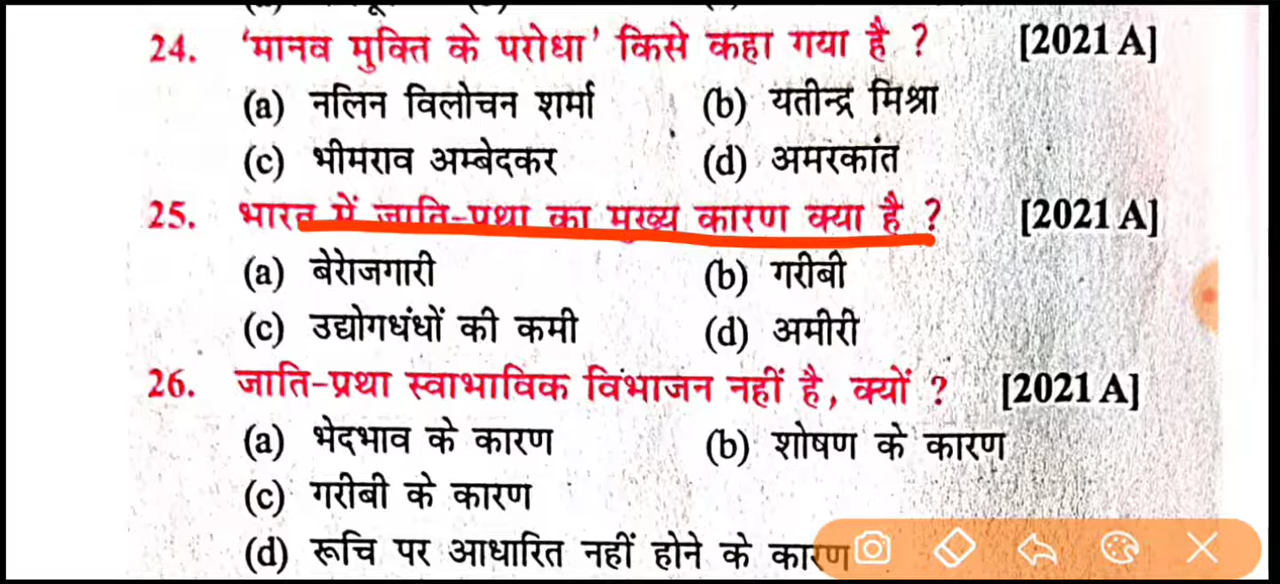 24. ‘मानव मुक्ति के परोधा’ किसे कहा गया है ? [2021 A]
(a) नलिन विलोचन शर्मा (b) यतीन्द्र मिश्रा
(c) भीमराव अम्बेदकर (d) अमरकांत
25. भारत में जाति-प्रथा का मुख्य कारण क्या है ? [2021 A]
(a) बेरोजगारी (b) गरीबी
(c) उद्योगधंधों की कमी (d) अमीरी
26. जाति-प्रथा स्वाभाविक विभाजन नहीं है, क्यों ? [2021 A]
(a) भेदभाव के कारण (b) शोषण के कारण
(c) गरीबी के कारण
(d) रूचि पर आधारित नहीं होने के कारण